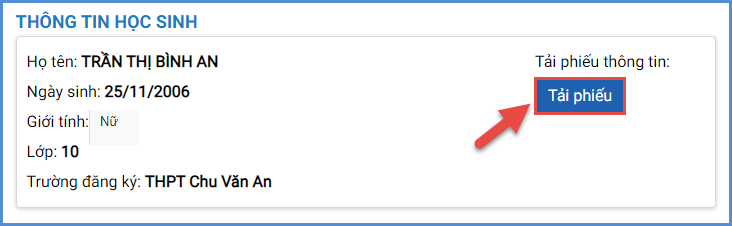 THÔNG TIN HỌC SINH
Họ tên: TRẦN THỊ BÌNH AN
Tải phiếu thông tin:
Ngày sinh: 25/11/2006
Tải phiếu
Giới tính: Nữ
Lớp: 10
Trường đăng ký: THPT Chu Văn An